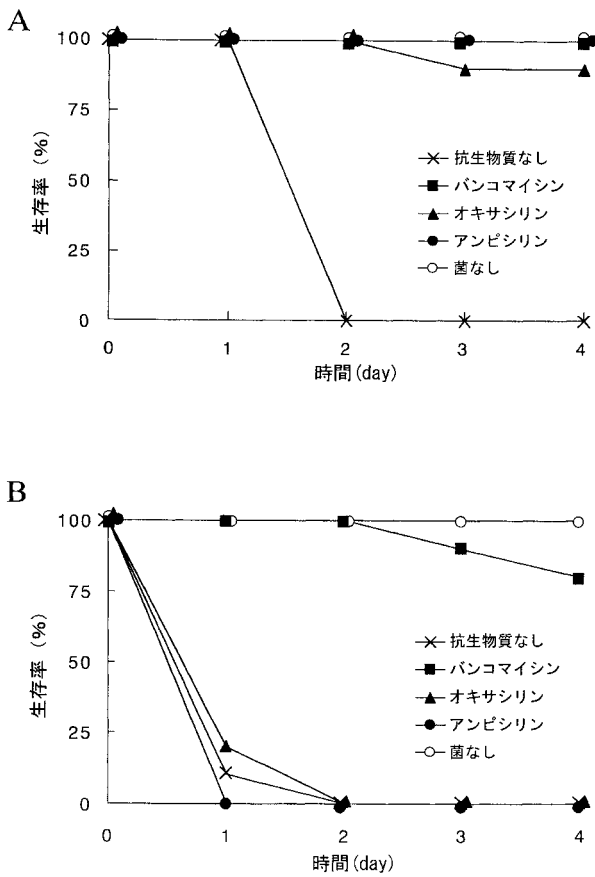 A
100
75
50
25
0
生存率 (%)
0 1 2 3 4
時間(day)
抗生物質なし
バンコマイシン
オキサシリン
アンピシリン
菌なし
B
100
75
50
25
0
生存率 (%)
0 1 2 3 4
時間(day)
抗生物質なし
バンコマイシン
オキサシリン
アンピシリン
菌なし